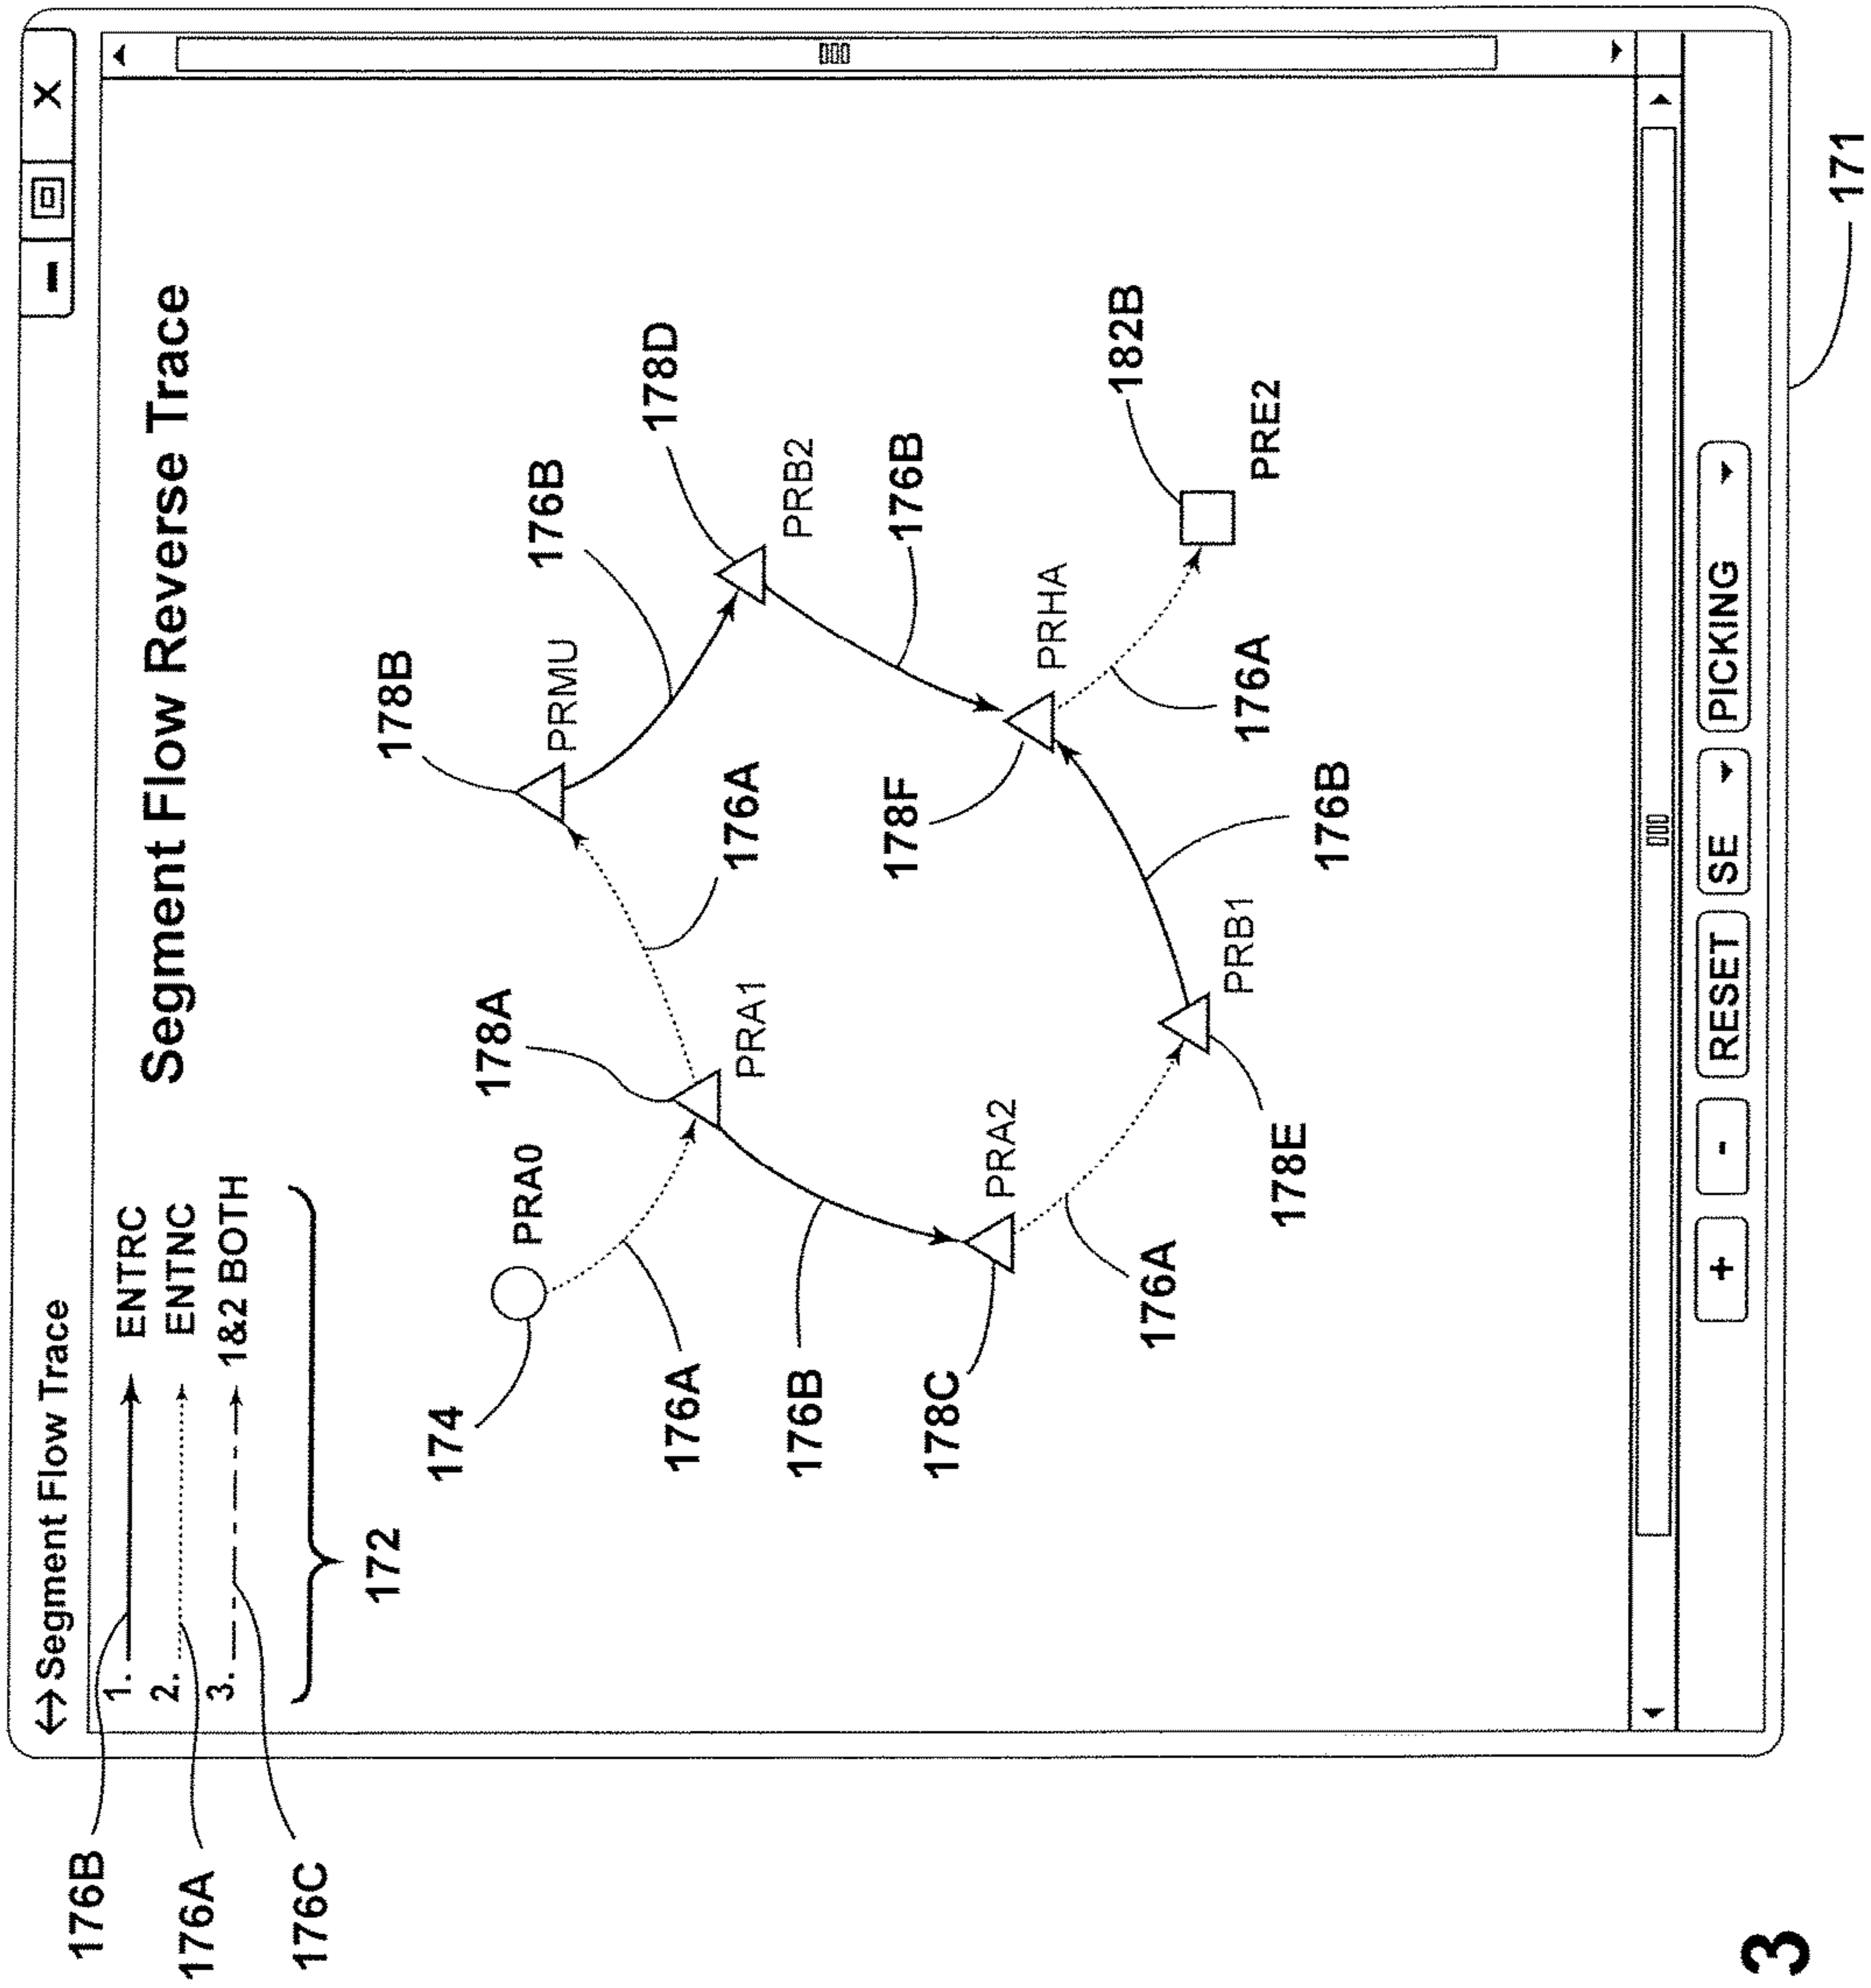 ↔ Segment Flow Trace
– X
176B
1. ENTRC
176A
2. ENTNC
176C
3. 1&2 BOTH
172
Segment Flow Reverse Trace
174
PRA0
178A
178B
176B
PRMU
178D
176A
PRA1
176A
PRB2
176B
176B
178C
PRA2
178F
PRHA
182B
176A
178E
PRB1
176B
176A
PRE2
+ - RESET SE PICKING
171
3